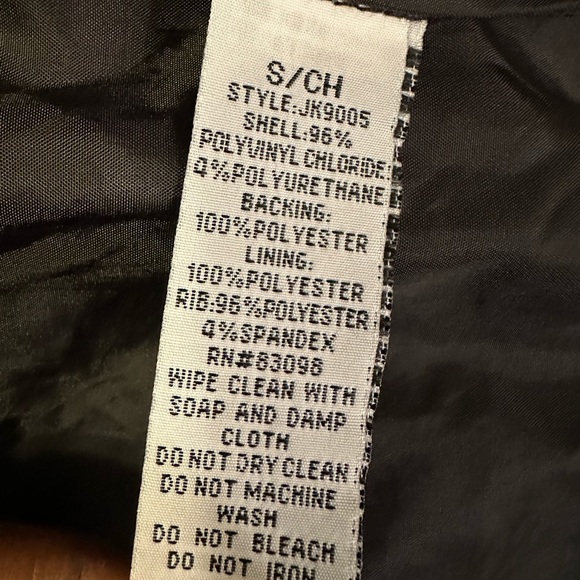 S/CH
STYLE:JK9005
SHELL:96%
POLYVINYL CHLORIDE
4%POLYURETHANE
BACKING:
100%POLYESTER
LINING:
100%POLYESTER
RIB:96%POLYESTER
4%SPANDEX
RN#83098
WIPE CLEAN WITH
SOAP AND DAMP
CLOTH
DO NOT DRY CLEAN
DO NOT MACHINE
WASH
DO NOT BLEACH
DO NOT IRON